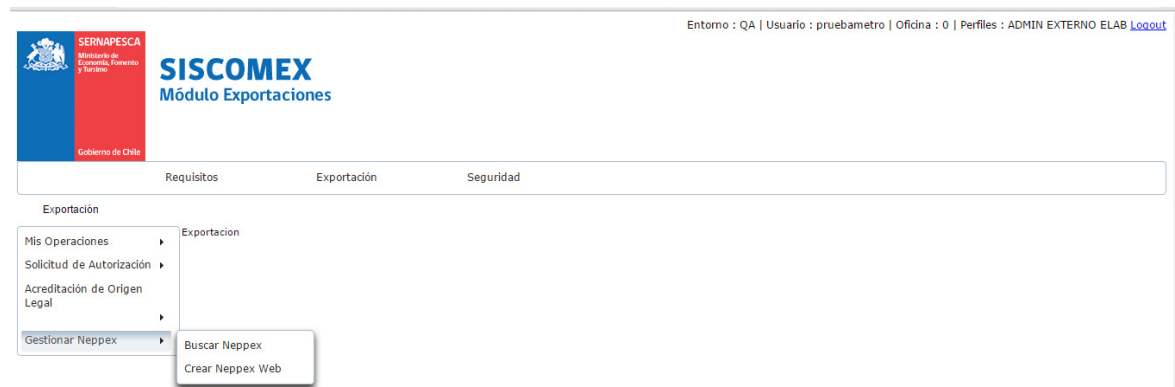 Entorno : QA | Usuario : pruebametro | Oficina : 0 | Perfiles : ADMIN EXTERNO ELAB Logout
SERNAPESCA
Ministerio de
Economía, Fomento
y Turismo
Gobierno de Chile
SISCOMEX
Módulo Exportaciones
Requisitos Exportación Seguridad
Exportación
Exportacion
Mis Operaciones
Solicitud de Autorización
Acreditación de Origen
Legal
Gestionar Neppex
Buscar Neppex
Crear Neppex Web